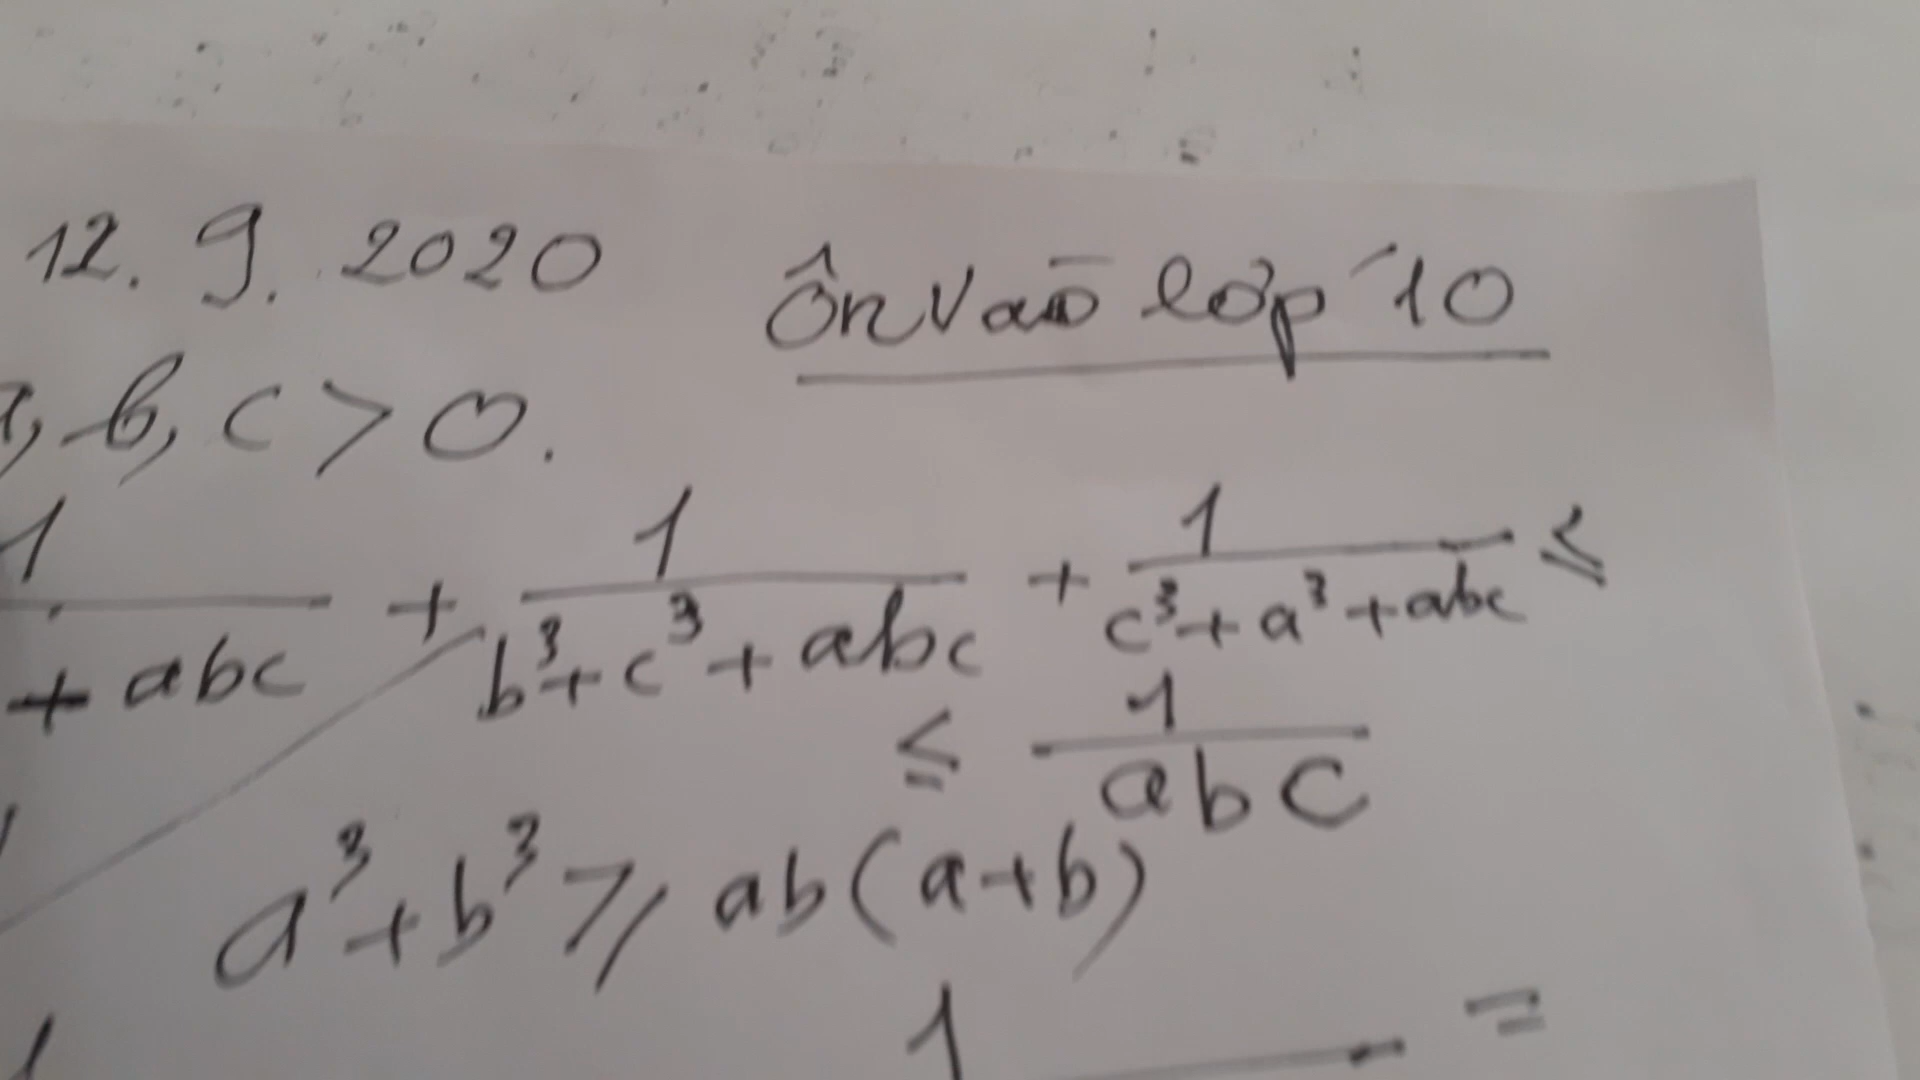 12. 9. 2020 Ôn vào lớp 10
, b, c > 0.
1/(+ abc) + 1/(b³+c³+abc) + 1/(c³+a³+abc) ≤
≤ 1/(abc)
a³+b³ ≥ ab(a+b)
1 =